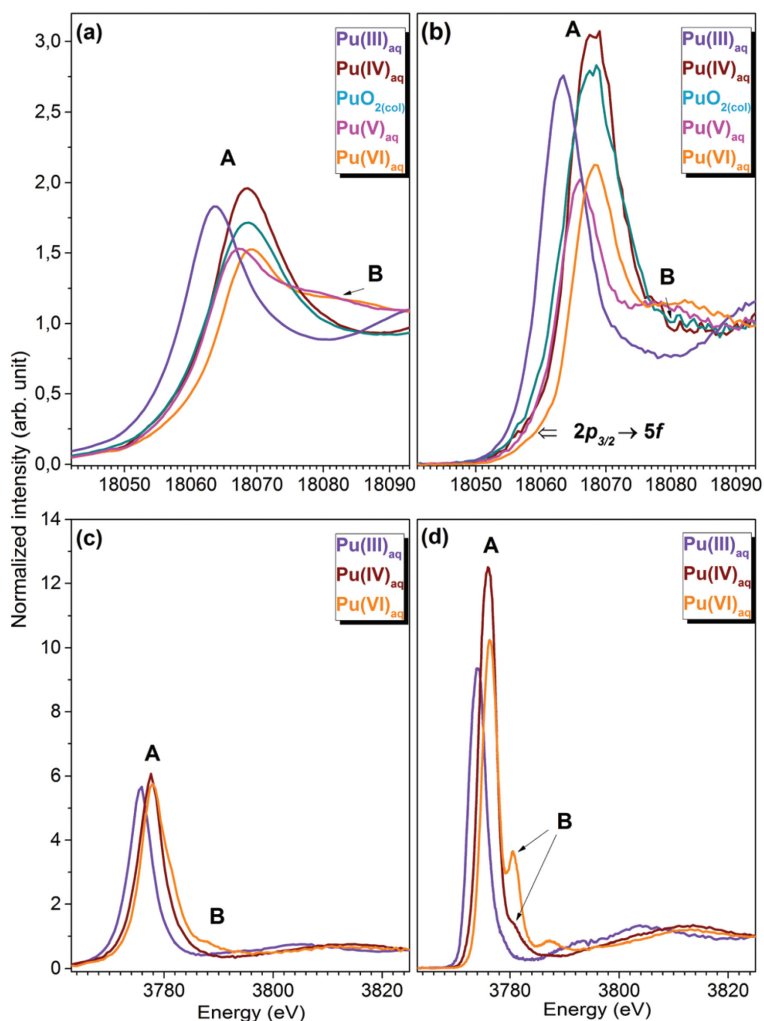 (a)
Pu(III)aq
Pu(IV)aq
PuO2(col)
Pu(V)aq
Pu(VI)aq
A
B
3,0
2,5
2,0
1,5
1,0
0,5
0,0
18050 18060 18070 18080 18090
(b)
Pu(III)aq
Pu(IV)aq
PuO2(col)
Pu(V)aq
Pu(VI)aq
A
B
⇐ 2p3/2 → 5f
18050 18060 18070 18080 18090
Normalized intensity (arb. unit)
(c)
Pu(III)aq
Pu(IV)aq
Pu(VI)aq
A
B
14
12
10
8
6
4
2
0
3780 3800 3820
Energy (eV)
(d)
Pu(III)aq
Pu(IV)aq
Pu(VI)aq
A
B
3780 3800 3820
Energy (eV)